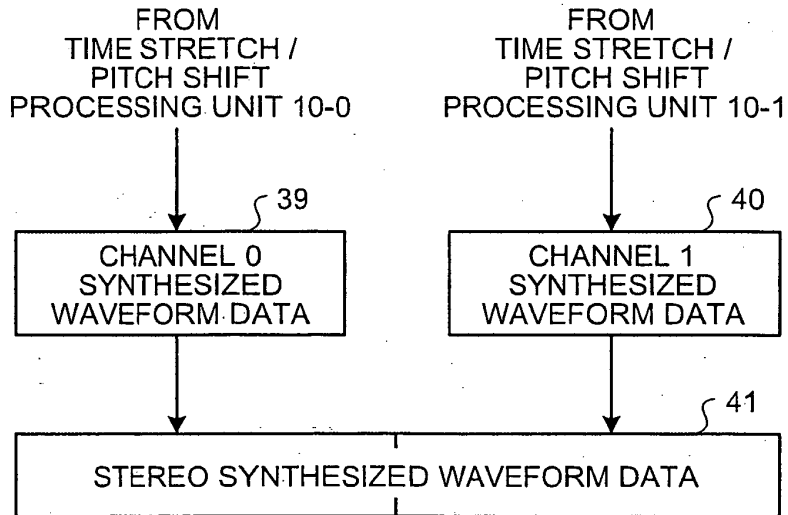 FROM
TIME STRETCH /
PITCH SHIFT
PROCESSING UNIT 10-0
FROM
TIME STRETCH /
PITCH SHIFT
PROCESSING UNIT 10-1
39
CHANNEL 0
SYNTHESIZED
WAVEFORM DATA
40
CHANNEL 1
SYNTHESIZED
WAVEFORM DATA
41
STEREO SYNTHESIZED WAVEFORM DATA